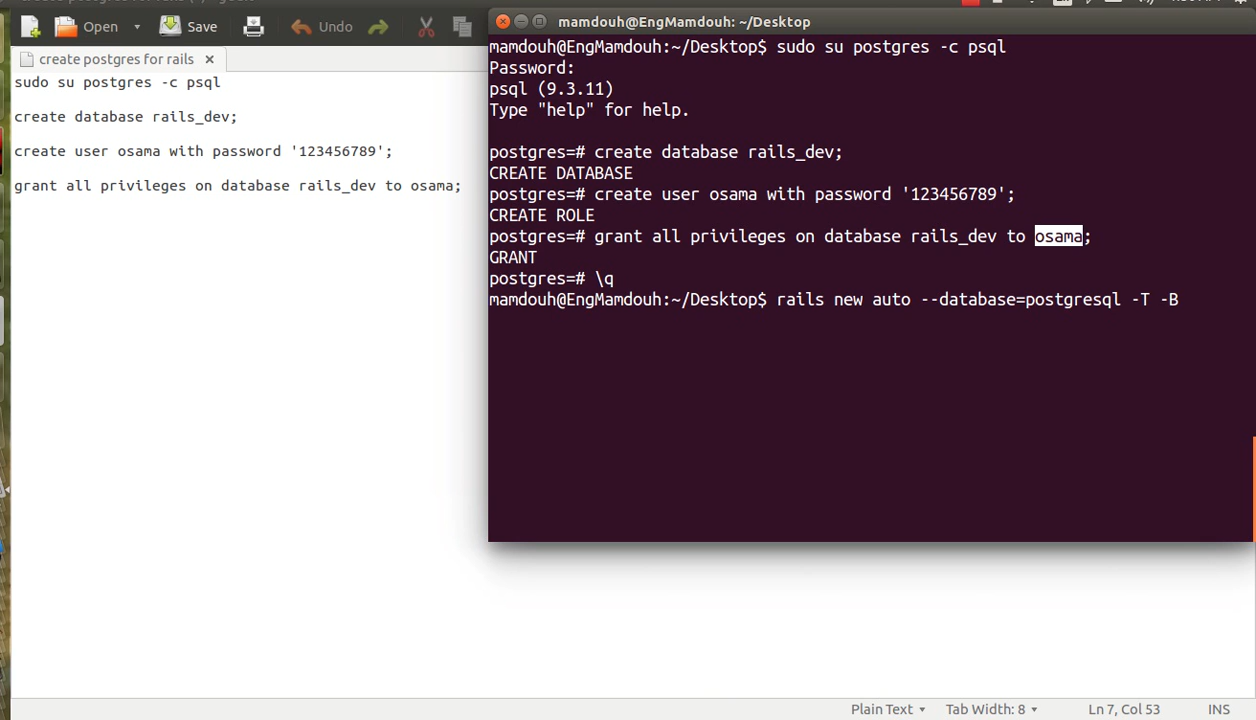 mamdouh@EngMamdouh: ~/Desktop
Open
Save
Undo
create postgres for rails
sudo su postgres -c psql
create database rails_dev;
create user osama with password '123456789';
grant all privileges on database rails_dev to osama;
mamdouh@EngMamdouh:~/Desktop$ sudo su postgres -c psql
Password:
psql (9.3.11)
Type "help" for help.
postgres=# create database rails_dev;
CREATE DATABASE
postgres=# create user osama with password '123456789';
CREATE ROLE
postgres=# grant all privileges on database rails_dev to osama;
GRANT
postgres=# \q
mamdouh@EngMamdouh:~/Desktop$ rails new auto --database=postgresql -T -B
Plain Text
Tab Width: 8
Ln 7, Col 53
INS